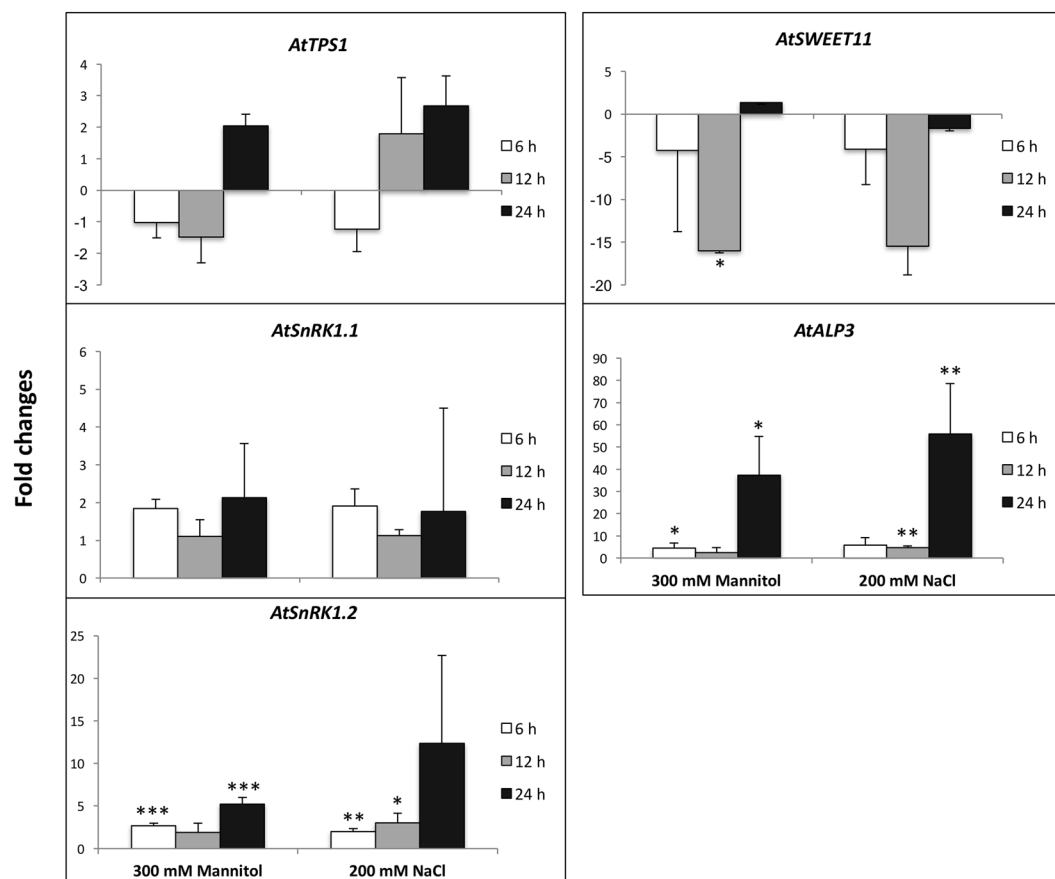 Fold changes
AtTPS1
4
3
2
1
0
-1
-2
-3
6 h
12 h
24 h
AtSWEET11
5
0
-5
-10
-15
-20
*
6 h
12 h
24 h
AtSnRK1.1
6
5
4
3
2
1
0
6 h
12 h
24 h
AtALP3
90
80
70
60
50
40
30
20
10
0
* * ** **
6 h
12 h
24 h
300 mM Mannitol 200 mM NaCl
AtSnRK1.2
25
20
15
10
5
0
*** *** ** *
6 h
12 h
24 h
300 mM Mannitol 200 mM NaCl